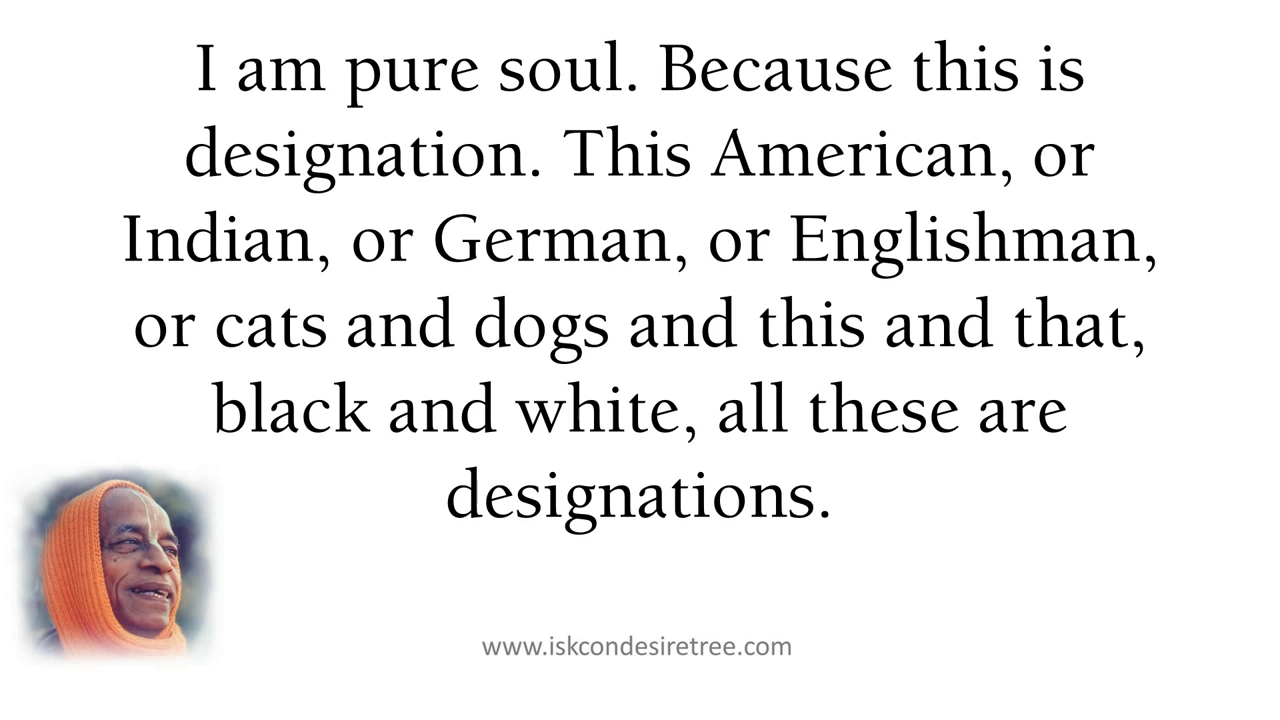 I am pure soul. Because this is
designation. This American, or
Indian, or German, or Englishman,
or cats and dogs and this and that,
black and white, all these are
designations.
www.iskcondesiretree.com